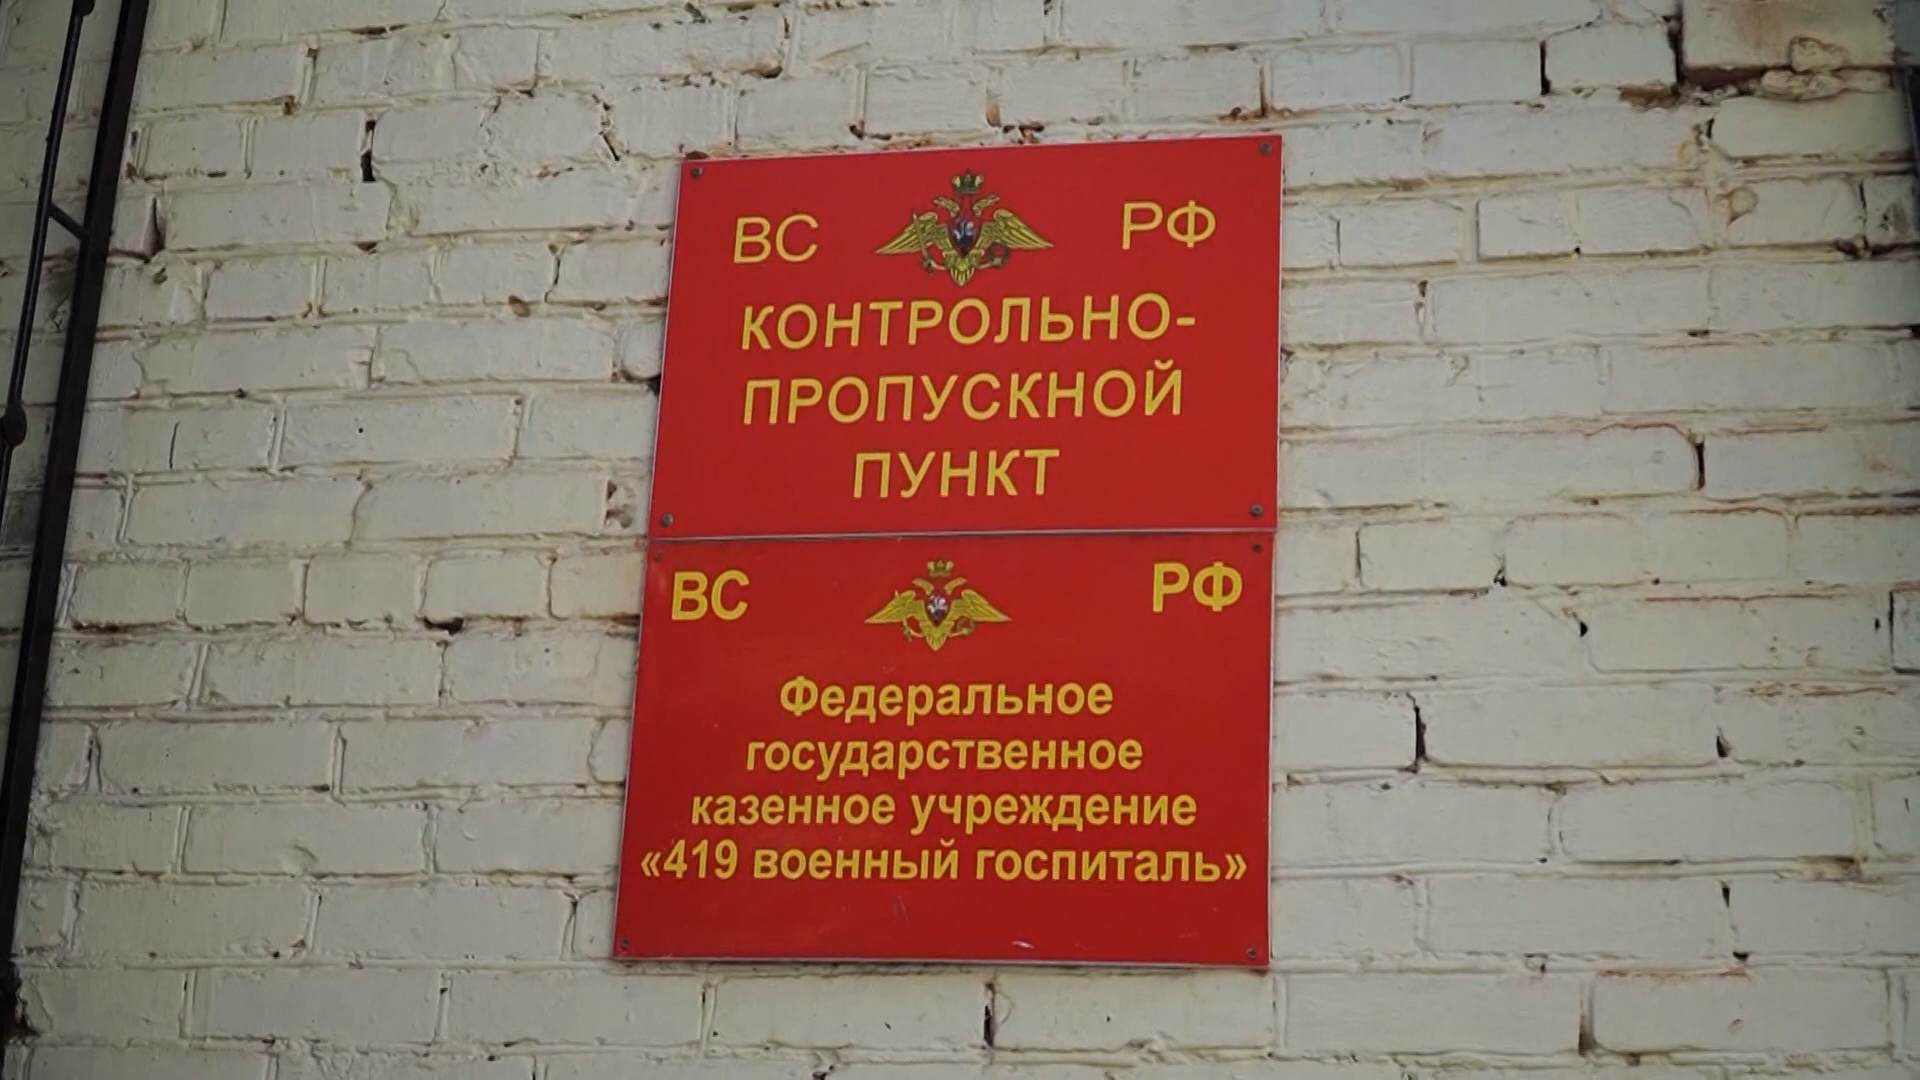 ВС РФ
КОНТРОЛЬНО-
ПРОПУСКНОЙ
ПУНКТ
ВС РФ
Федеральное
государственное
казенное учреждение
«419 военный госпиталь»